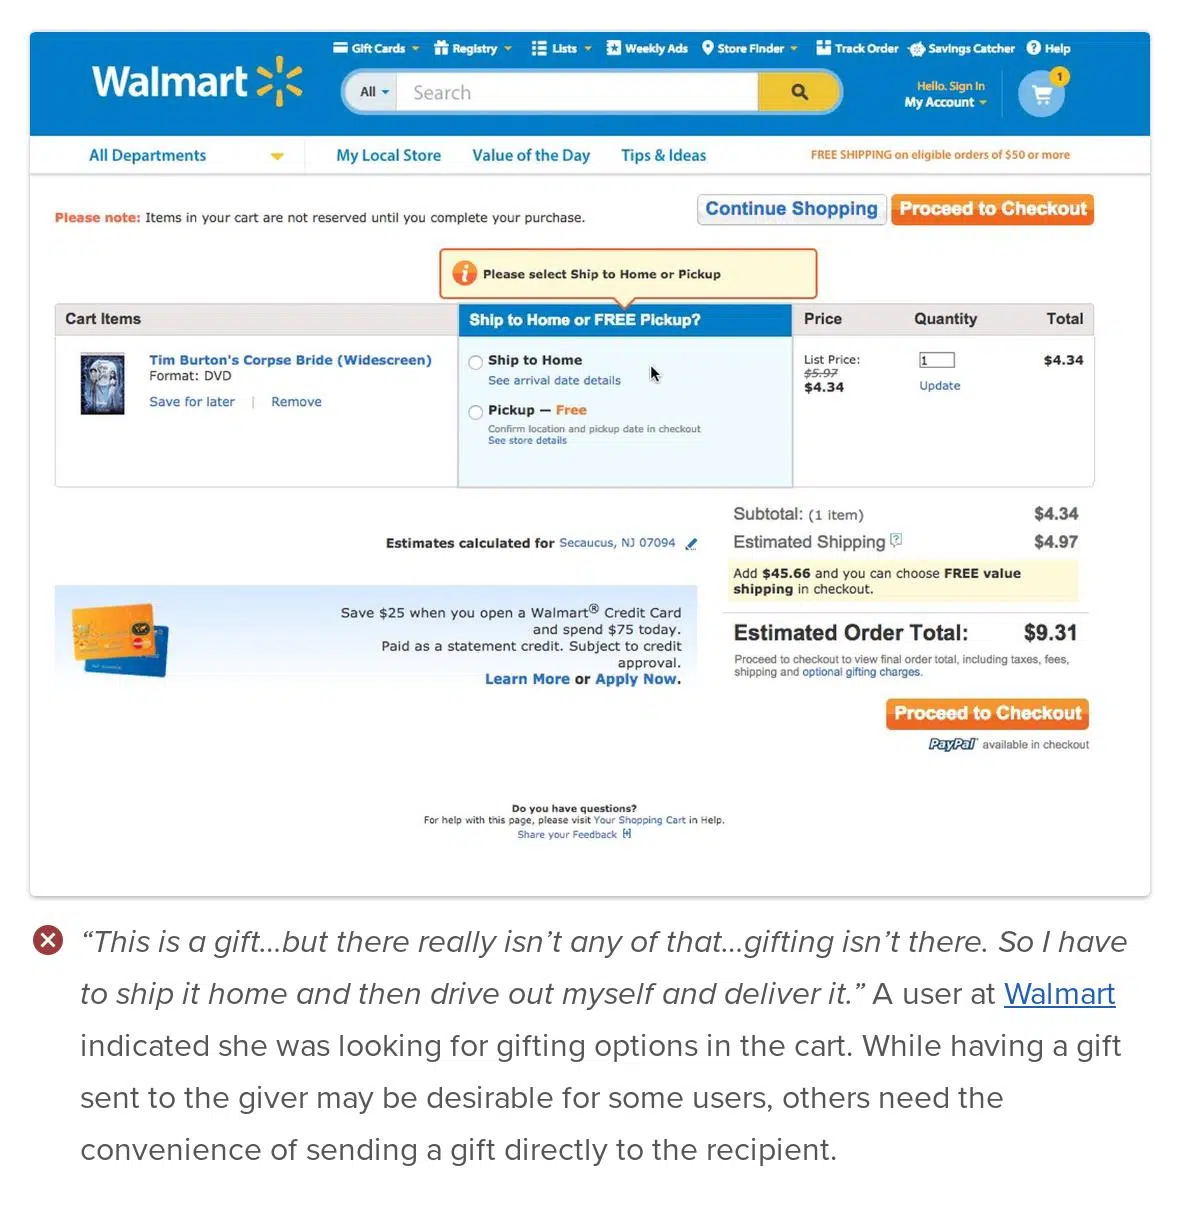 Gift Cards Registry Lists Weekly Ads Store Finder Track Order Savings Catcher Help
Walmart
All Search
Hello. Sign In
My Account
1
All Departments My Local Store Value of the Day Tips & Ideas FREE SHIPPING on eligible orders of $50 or more
Please note: Items in your cart are not reserved until you complete your purchase.
Continue Shopping Proceed to Checkout
Please select Ship to Home or Pickup
Cart Items Ship to Home or FREE Pickup? Price Quantity Total
Tim Burton's Corpse Bride (Widescreen)
Format: DVD
Save for later | Remove
Ship to Home
See arrival date details
Pickup — Free
Confirm location and pickup date in checkout
See store details
List Price:
$5.97
$4.34
1
Update
$4.34
Subtotal: (1 item) $4.34
Estimates calculated for Secaucus, NJ 07094
Estimated Shipping $4.97
Add $45.66 and you can choose FREE value
shipping in checkout.
Save $25 when you open a Walmart® Credit Card
and spend $75 today.
Paid as a statement credit. Subject to credit
approval.
Learn More or Apply Now.
Estimated Order Total: $9.31
Proceed to checkout to view final order total, including taxes, fees,
shipping and optional gifting charges.
Proceed to Checkout
PayPal available in checkout
Do you have questions?
For help with this page, please visit Your Shopping Cart in Help.
Share your Feedback [+]
“This is a gift…but there really isn’t any of that…gifting isn’t there. So I have
to ship it home and then drive out myself and deliver it.” A user at Walmart
indicated she was looking for gifting options in the cart. While having a gift
sent to the giver may be desirable for some users, others need the
convenience of sending a gift directly to the recipient.